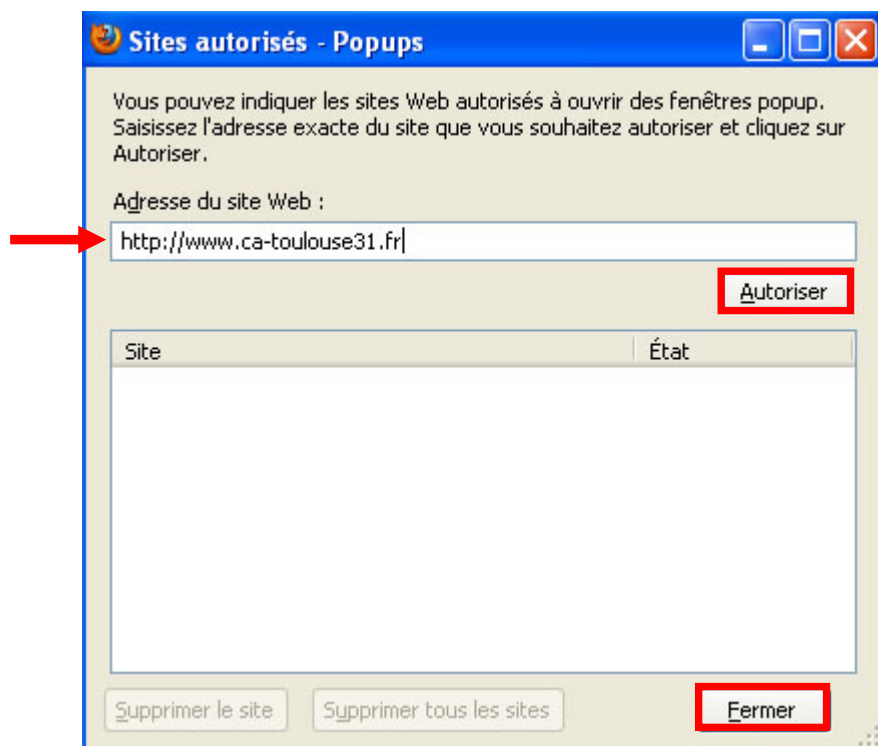 Sites autorisés - Popups
Vous pouvez indiquer les sites Web autorisés à ouvrir des fenêtres popup.
Saisissez l'adresse exacte du site que vous souhaitez autoriser et cliquez sur
Autoriser.
Adresse du site Web :
http://www.ca-toulouse31.fr
Autoriser
Site État
Supprimer le site Supprimer tous les sites Fermer